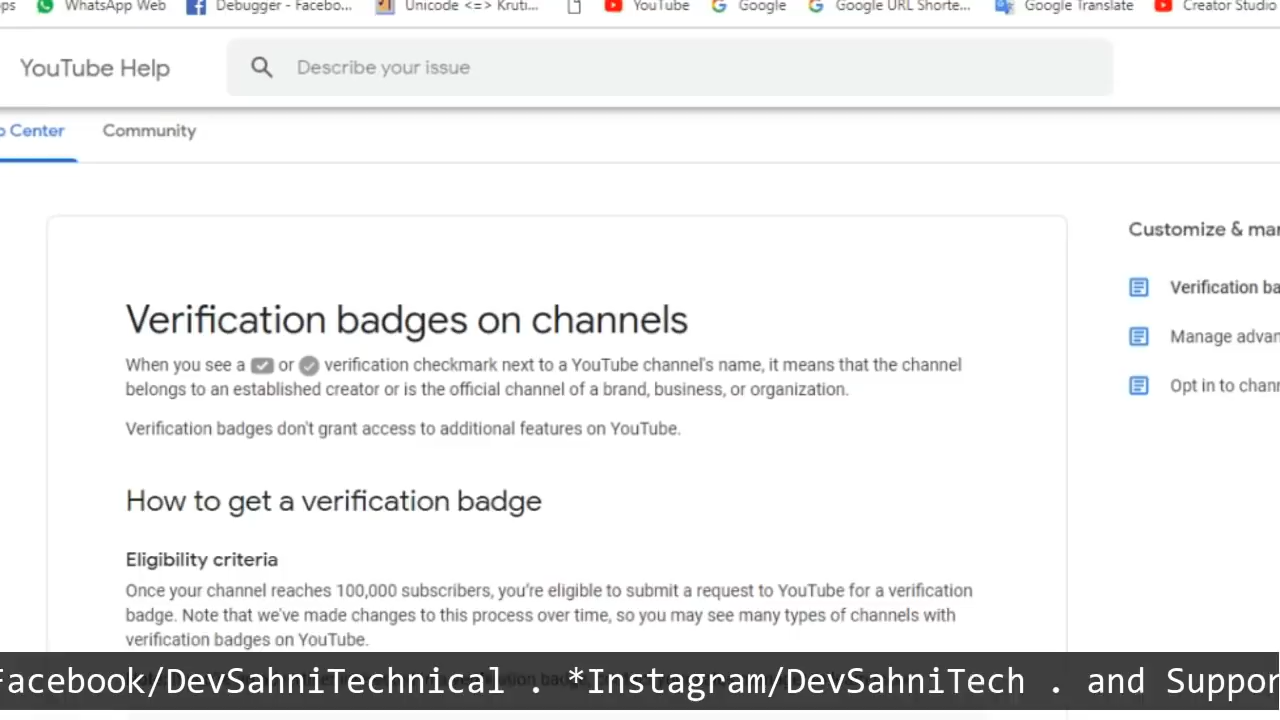 ps WhatsApp Web Debugger - Facebo... Unicode <=> Kruti... YouTube Google Google URL Shorte... Google Translate Creator Studio
YouTube Help Describe your issue
Center Community
Verification badges on channels
When you see a or verification checkmark next to a YouTube channel's name, it means that the channel
belongs to an established creator or is the official channel of a brand, business, or organization.
Verification badges don't grant access to additional features on YouTube.
How to get a verification badge
Eligibility criteria
Once your channel reaches 100,000 subscribers, you're eligible to submit a request to YouTube for a verification
badge. Note that we've made changes to this process over time, so you may see many types of channels with
verification badges on YouTube.
Customize & mar
Verification ba
Manage advan
Opt in to chann
Facebook/DevSahniTechnical . *Instagram/DevSahniTech . and Suppor